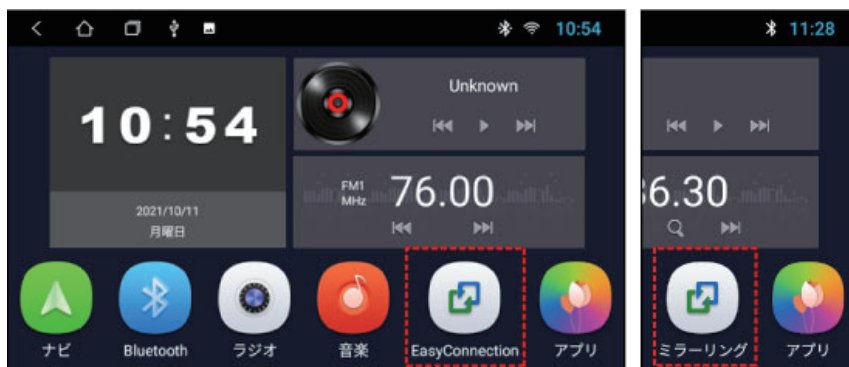 10:54
10:54
2021/10/11
月曜日
Unknown
FM1
MHz
76.00
ナビ
Bluetooth
ラジオ
音楽
EasyConnection
アプリ
11:28
6.30
ミラーリング
アプリ